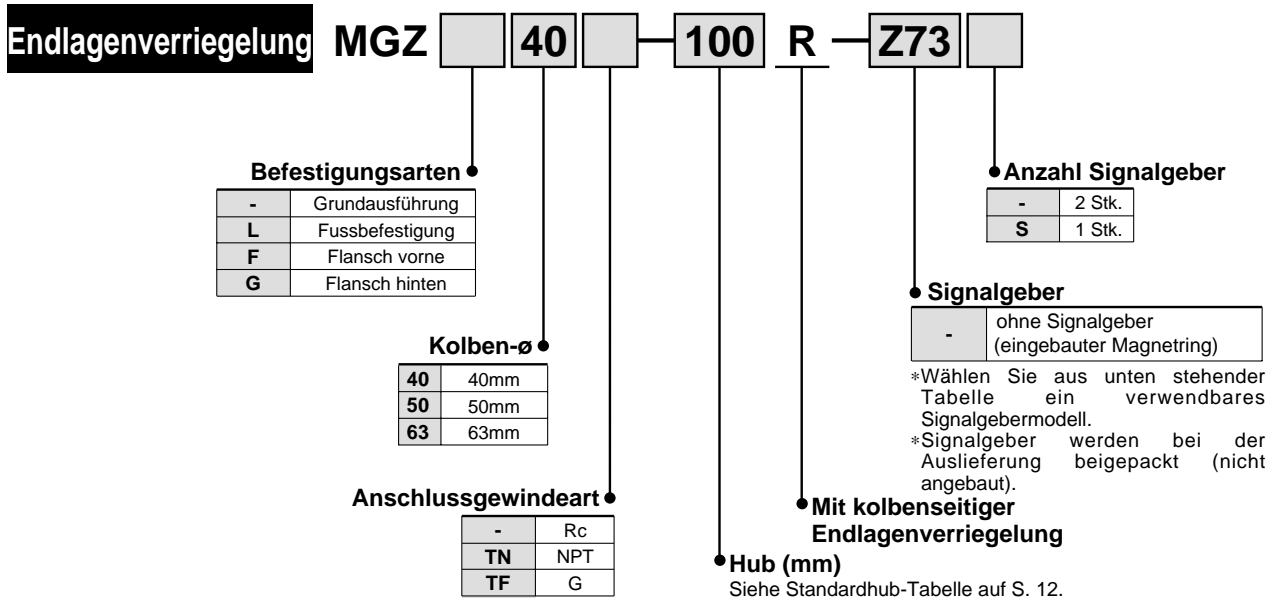 Endlagenverriegelung MGZ 40 — 100 R — Z73
Befestigungsarten
- Grundausführung
L Fussbefestigung
F Flansch vorne
G Flansch hinten
Kolben-ø
40 40mm
50 50mm
63 63mm
Anschlussgewindeart
- Rc
TN NPT
TF G
Hub (mm)
Siehe Standardhub-Tabelle auf S. 12.
Mit kolbenseitiger
Endlagenverriegelung
Signalgeber
- ohne Signalgeber
(eingebauter Magnetring)
*Wählen Sie aus unten stehender
Tabelle ein verwendbares
Signalgebermodell.
*Signalgeber werden bei der
Auslieferung beigepackt (nicht
angebaut).
Anzahl Signalgeber
- 2 Stk.
S 1 Stk.